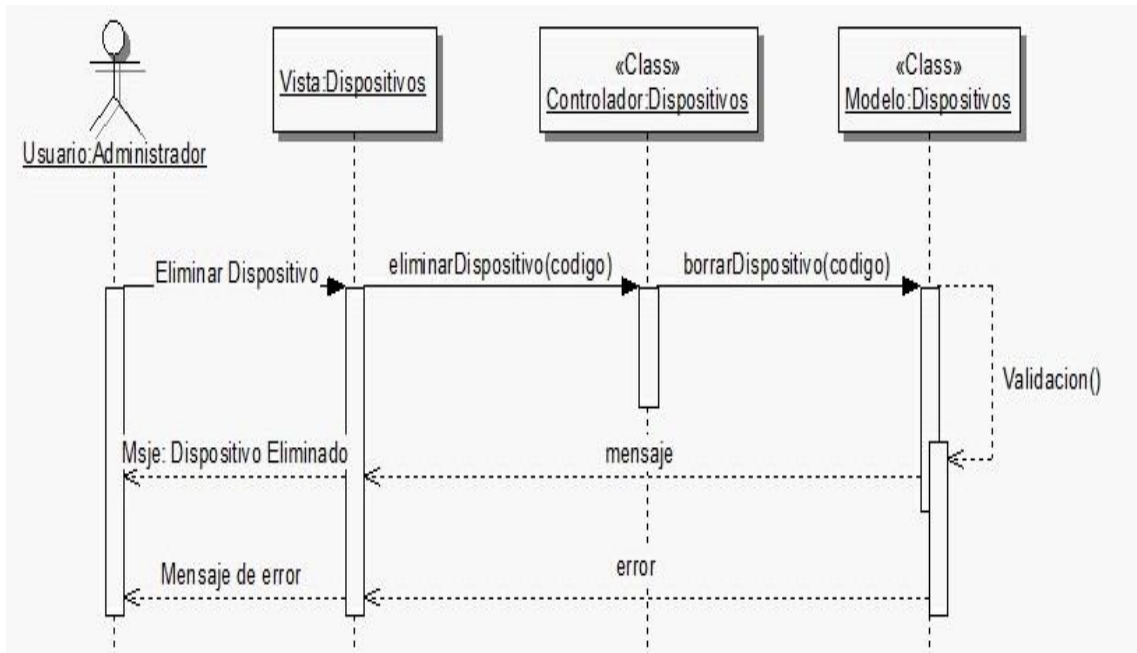 «Class»
«Class»
Vista:Dispositivos
Controlador:Dispositivos
Modelo:Dispositivos
Usuario:Administrador
Eliminar Dispositivo
eliminarDispositivo(codigo)
borrarDispositivo(codigo)
Validacion()
Msje: Dispositivo Eliminado
mensaje
Mensaje de error
error